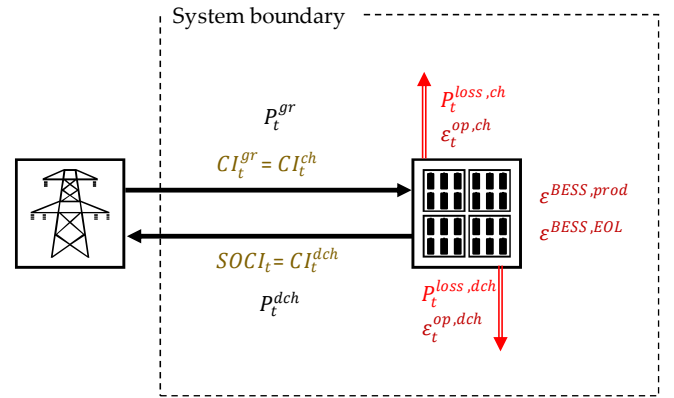 System boundary
P_t^{loss,ch}
P_t^{gr}
ε_t^{op,ch}
CI_t^{gr} = CI_t^{ch}
ε^{BESS,prod}
ε^{BESS,EOL}
SOCI_t = CI_t^{dch}
P_t^{loss,dch}
P_t^{dch}
ε_t^{op,dch}